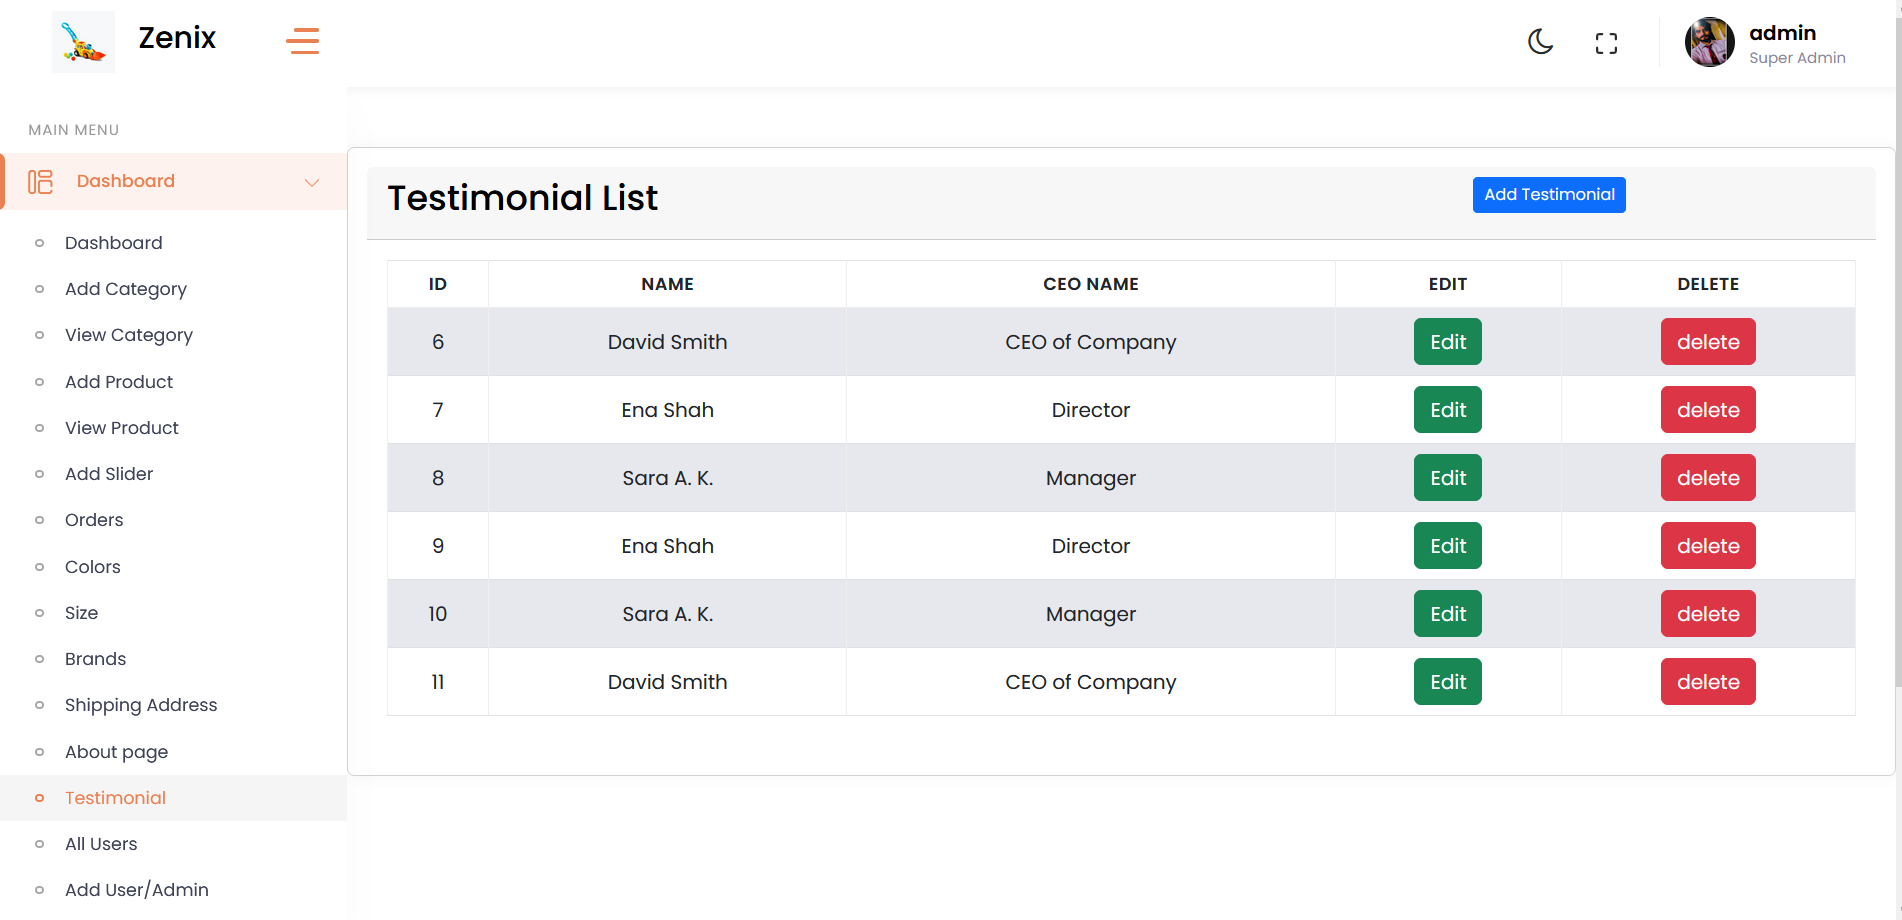 Zenix
admin
Super Admin
MAIN MENU
Dashboard
Dashboard
Add Category
View Category
Add Product
View Product
Add Slider
Orders
Colors
Size
Brands
Shipping Address
About page
Testimonial
All Users
Add User/Admin
Testimonial List
Add Testimonial
ID NAME CEO NAME EDIT DELETE
6 David Smith CEO of Company Edit delete
7 Ena Shah Director Edit delete
8 Sara A. K. Manager Edit delete
9 Ena Shah Director Edit delete
10 Sara A. K. Manager Edit delete
11 David Smith CEO of Company Edit delete